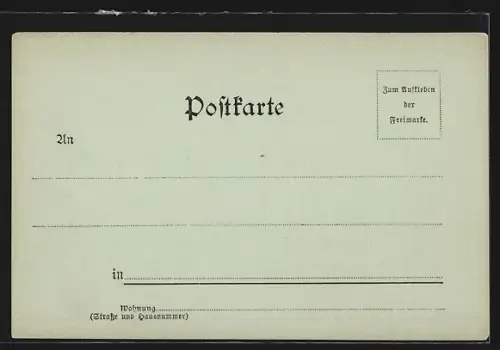 Zum Aufkleben
der
Freimarke.
Postkarte
An
in
Wohnung
(Straße und Hausnummer)